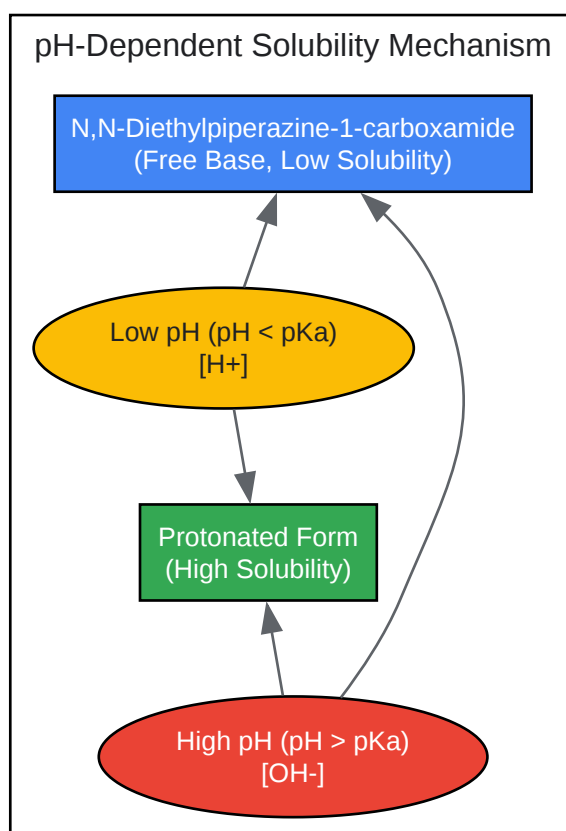 pH-Dependent Solubility Mechanism
N,N-Diethylpiperazine-1-carboxamide
(Free Base, Low Solubility)
Low pH (pH < pKa)
[H+]
Protonated Form
(High Solubility)
High pH (pH > pKa)
[OH-]